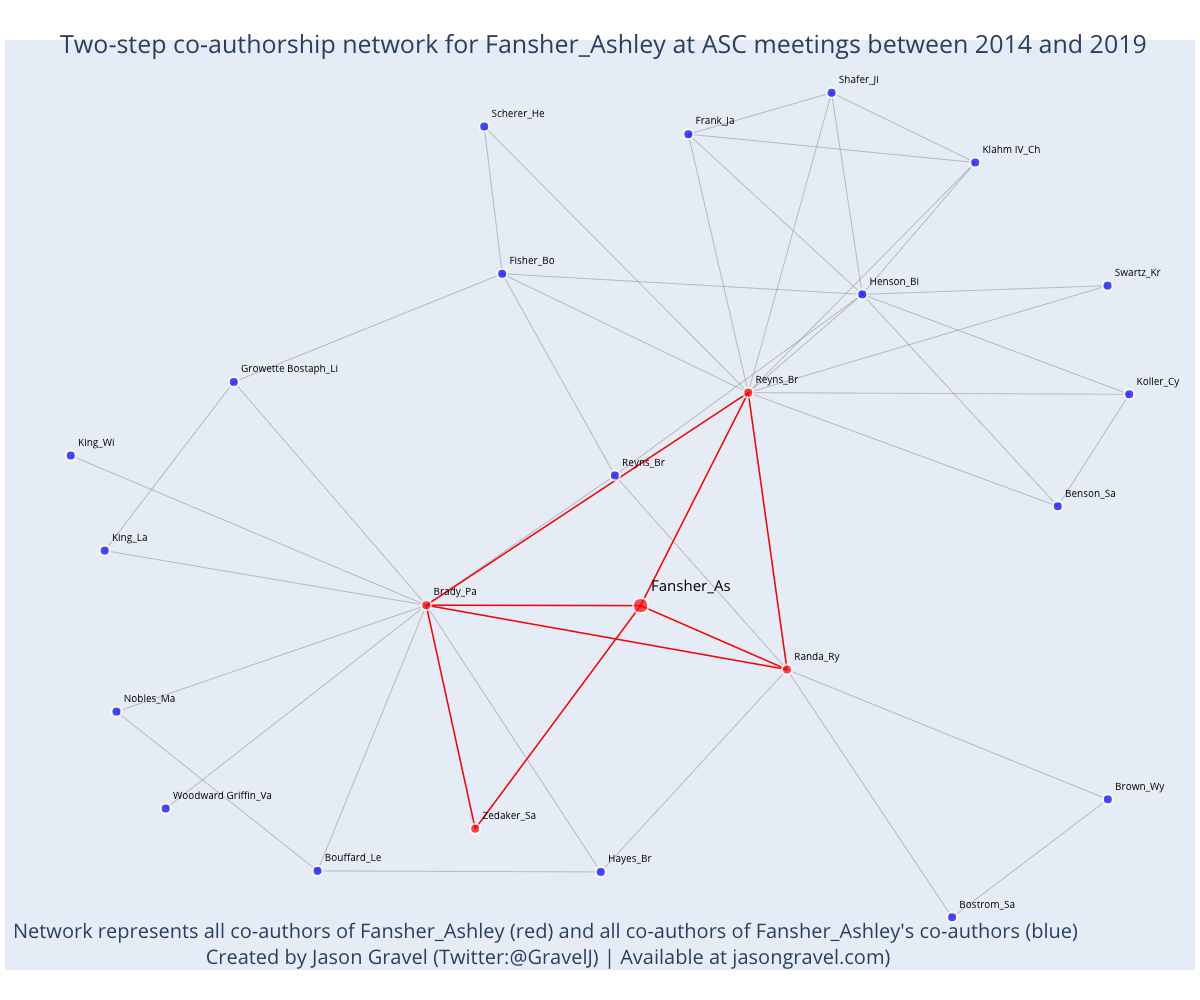 Two-step co-authorship network for Fansher_Ashley at ASC meetings between 2014 and 2019
Shafer_Ji
Scherer_He
Frank_Ja
Klahm IV_Ch
Fisher_Bo
Swartz_Kr
Henson_Bi
Growette Bostaph_Li
Reyns_Br
Koller_Cy
King_Wi
Reyns_Br
Benson_Sa
King_La
Fansher_As
Brady_Pa
Randa_Ry
Nobles_Ma
Brown_Wy
Woodward Griffin_Va
Zedaker_Sa
Bouffard_Le
Hayes_Br
Bostrom_Sa
Network represents all co-authors of Fansher_Ashley (red) and all co-authors of Fansher_Ashley's co-authors (blue)
Created by Jason Gravel (Twitter:@GravelJ) | Available at jasongravel.com)